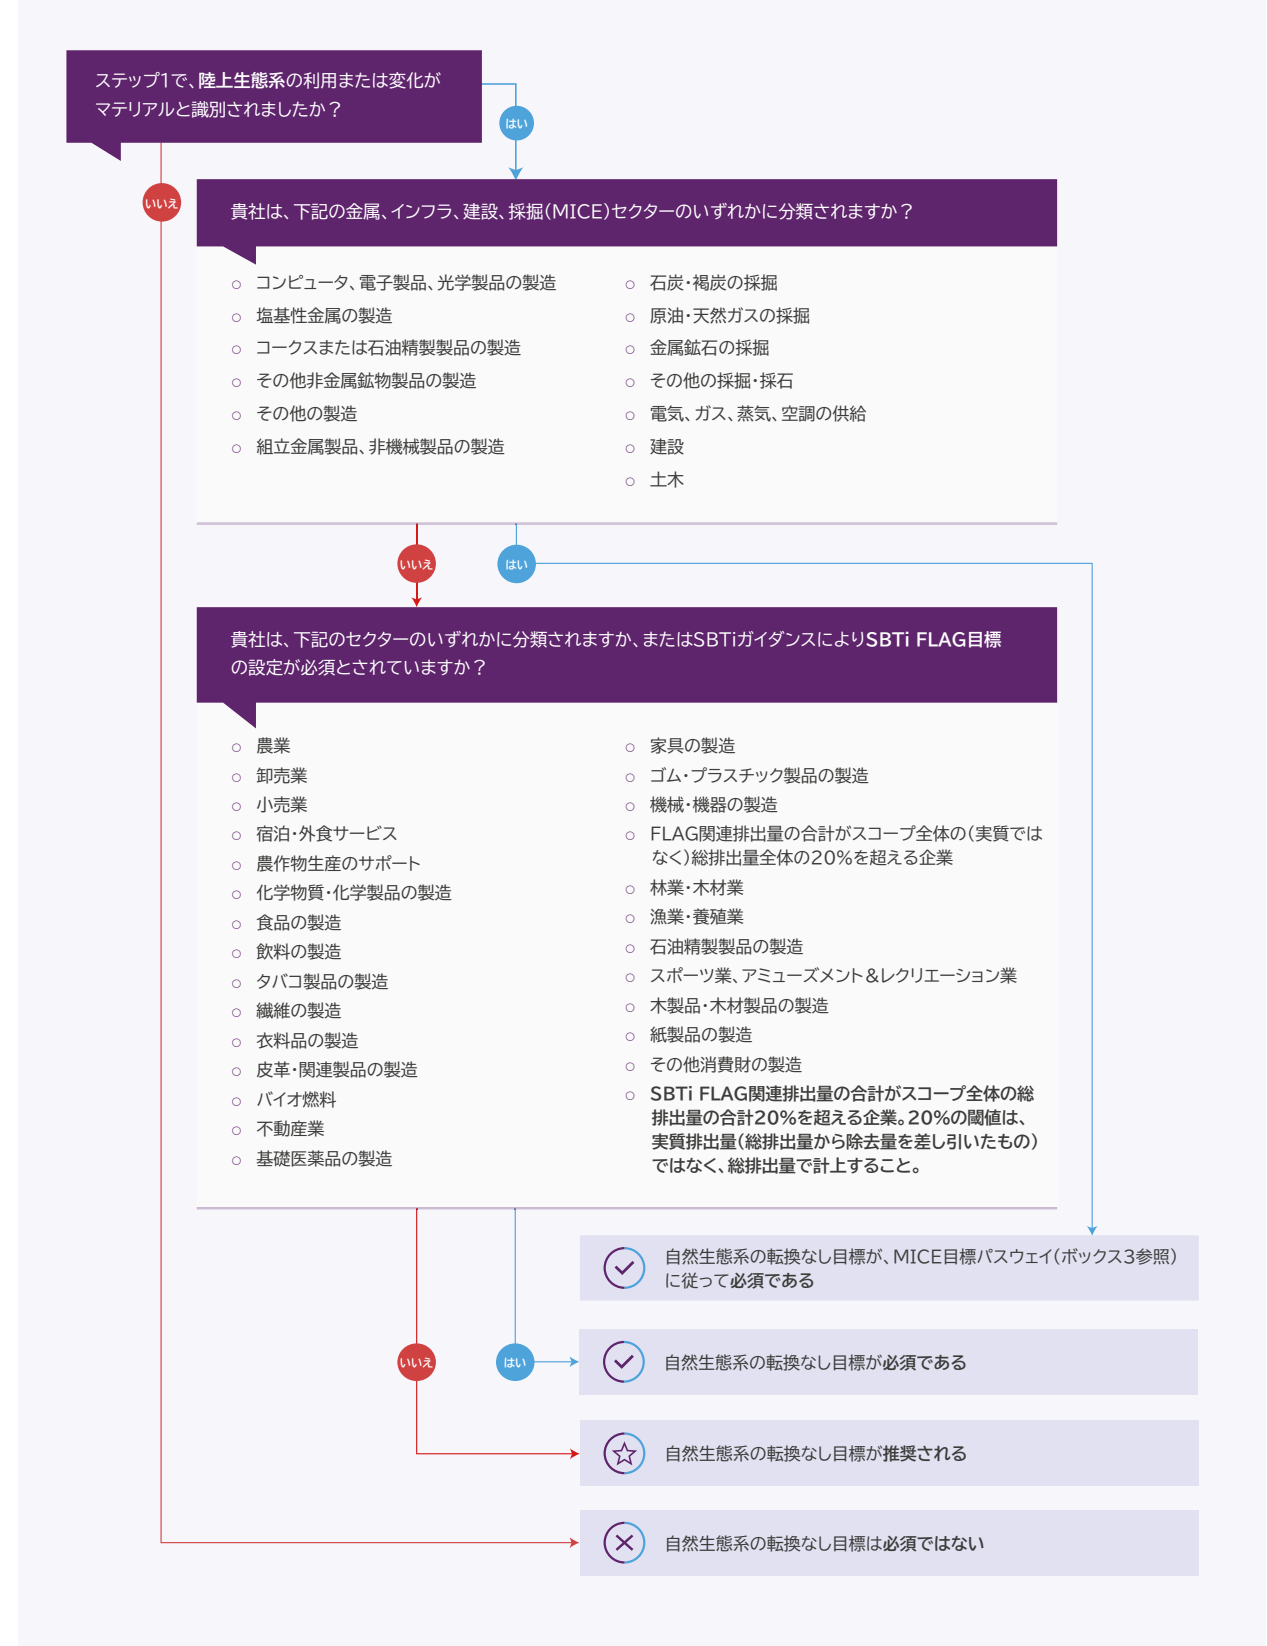 ステップ1で、陸上生態系の利用または変化が
マテリアルと識別されましたか？
はい
いいえ
貴社は、下記の金属、インフラ、建設、採掘（MICE）セクターのいずれかに分類されますか？
○ コンピュータ、電子製品、光学製品の製造
○ 塩基性金属の製造
○ コークスまたは石油精製製品の製造
○ その他非金属鉱物製品の製造
○ その他の製造
○ 組立金属製品、非機械製品の製造
○ 石炭・褐炭の採掘
○ 原油・天然ガスの採掘
○ 金属鉱石の採掘
○ その他の採掘・採石
○ 電気、ガス、蒸気、空調の供給
○ 建設
○ 土木
いいえ
はい
貴社は、下記のセクターのいずれかに分類されますか、またはSBTiガイダンスによりSBTi FLAG目標
の設定が必須とされていますか？
○ 農業
○ 卸売業
○ 小売業
○ 宿泊・外食サービス
○ 農作物生産のサポート
○ 化学物質・化学製品の製造
○ 食品の製造
○ 飲料の製造
○ タバコ製品の製造
○ 繊維の製造
○ 衣料品の製造
○ 皮革・関連製品の製造
○ バイオ燃料
○ 不動産業
○ 基礎医薬品の製造
○ 家具の製造
○ ゴム・プラスチック製品の製造
○ 機械・機器の製造
○ FLAG関連排出量の合計がスコープ全体の（実質では
なく）総排出量全体の20%を超える企業
○ 林業・木材業
○ 漁業・養殖業
○ 石油精製製品の製造
○ スポーツ業、アミューズメント＆レクリエーション業
○ 木製品・木材製品の製造
○ 紙製品の製造
○ その他消費財の製造
○ SBTi FLAG関連排出量の合計がスコープ全体の総
排出量の合計20%を超える企業。20%の閾値は、
実質排出量（総排出量から除去量を差し引いたもの）
ではなく、総排出量で計上すること。
自然生態系の転換なし目標が、MICE目標パスウェイ（ボックス3参照）
に従って必須である
いいえ
はい
自然生態系の転換なし目標が必須である
自然生態系の転換なし目標が推奨される
自然生態系の転換なし目標は必須ではない